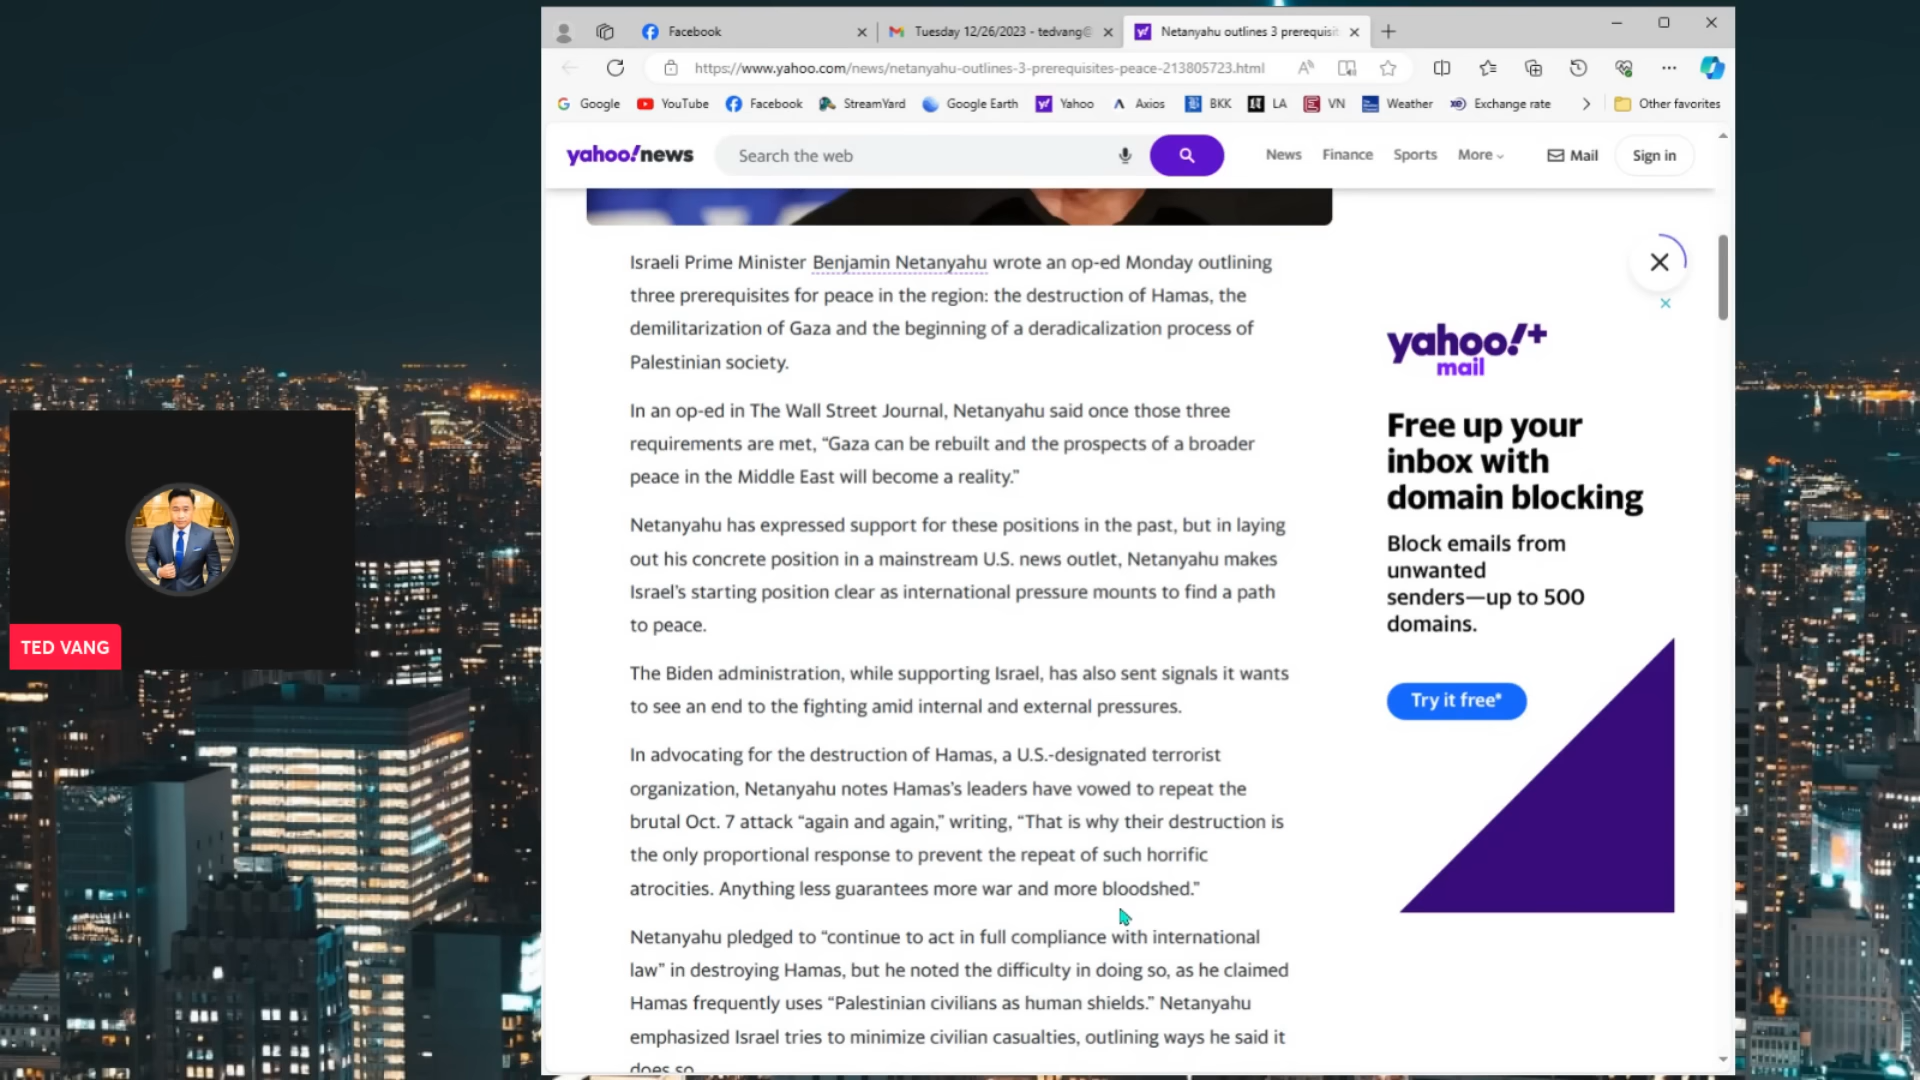 Facebook
Tuesday 12/26/2023 - tedvang@
Netanyahu outlines 3 prerequisit
https://www.yahoo.com/news/netanyahu-outlines-3-prerequisites-peace-213805723.html
Google YouTube Facebook StreamYard Google Earth Yahoo Axios BKK LA VN Weather Exchange rate Other favorites
yahoo!news
Search the web
News Finance Sports More Mail Sign in
Israeli Prime Minister Benjamin Netanyahu wrote an op-ed Monday outlining
three prerequisites for peace in the region: the destruction of Hamas, the
demilitarization of Gaza and the beginning of a deradicalization process of
Palestinian society.
In an op-ed in The Wall Street Journal, Netanyahu said once those three
requirements are met, “Gaza can be rebuilt and the prospects of a broader
peace in the Middle East will become a reality.”
Netanyahu has expressed support for these positions in the past, but in laying
out his concrete position in a mainstream U.S. news outlet, Netanyahu makes
Israel’s starting position clear as international pressure mounts to find a path
to peace.
The Biden administration, while supporting Israel, has also sent signals it wants
to see an end to the fighting amid internal and external pressures.
In advocating for the destruction of Hamas, a U.S.-designated terrorist
organization, Netanyahu notes Hamas’s leaders have vowed to repeat the
brutal Oct. 7 attack “again and again,” writing, “That is why their destruction is
the only proportional response to prevent the repeat of such horrific
atrocities. Anything less guarantees more war and more bloodshed.”
Netanyahu pledged to “continue to act in full compliance with international
law” in destroying Hamas, but he noted the difficulty in doing so, as he claimed
Hamas frequently uses “Palestinian civilians as human shields.” Netanyahu
emphasized Israel tries to minimize civilian casualties, outlining ways he said it
does so
yahoo!+
mail
Free up your
inbox with
domain blocking
Block emails from
unwanted
senders—up to 500
domains.
Try it free*
TED VANG